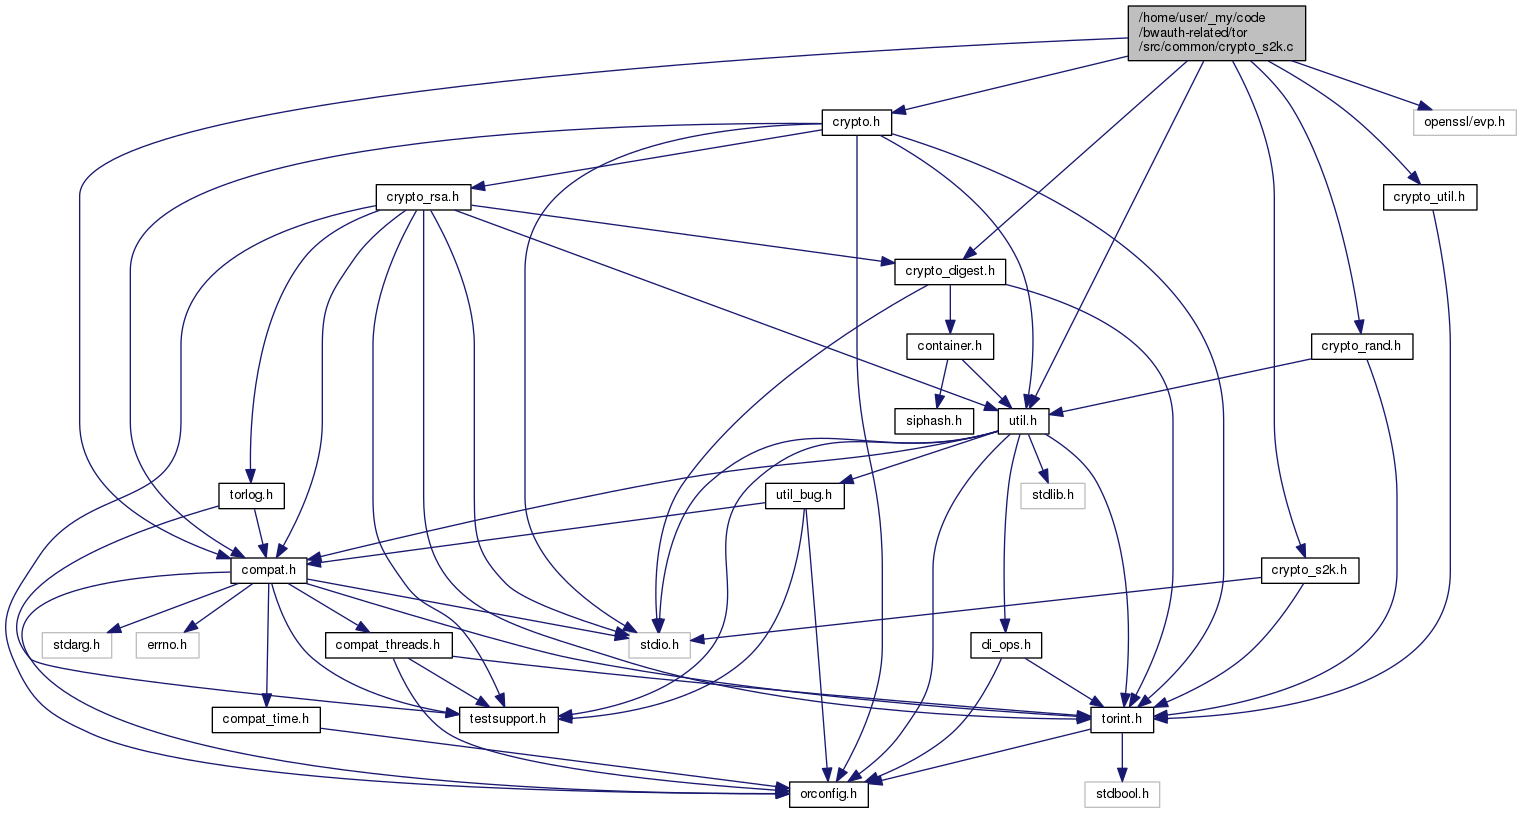 /home/user/_my/code
/bwauth-related/tor
/src/common/crypto_s2k.c
crypto.h
openssl/evp.h
crypto_rsa.h
crypto_util.h
crypto_digest.h
container.h
crypto_rand.h
siphash.h
util.h
torlog.h
util_bug.h
stdlib.h
compat.h
crypto_s2k.h
stdarg.h
errno.h
compat_threads.h
stdio.h
di_ops.h
compat_time.h
testsupport.h
torint.h
orconfig.h
stdbool.h